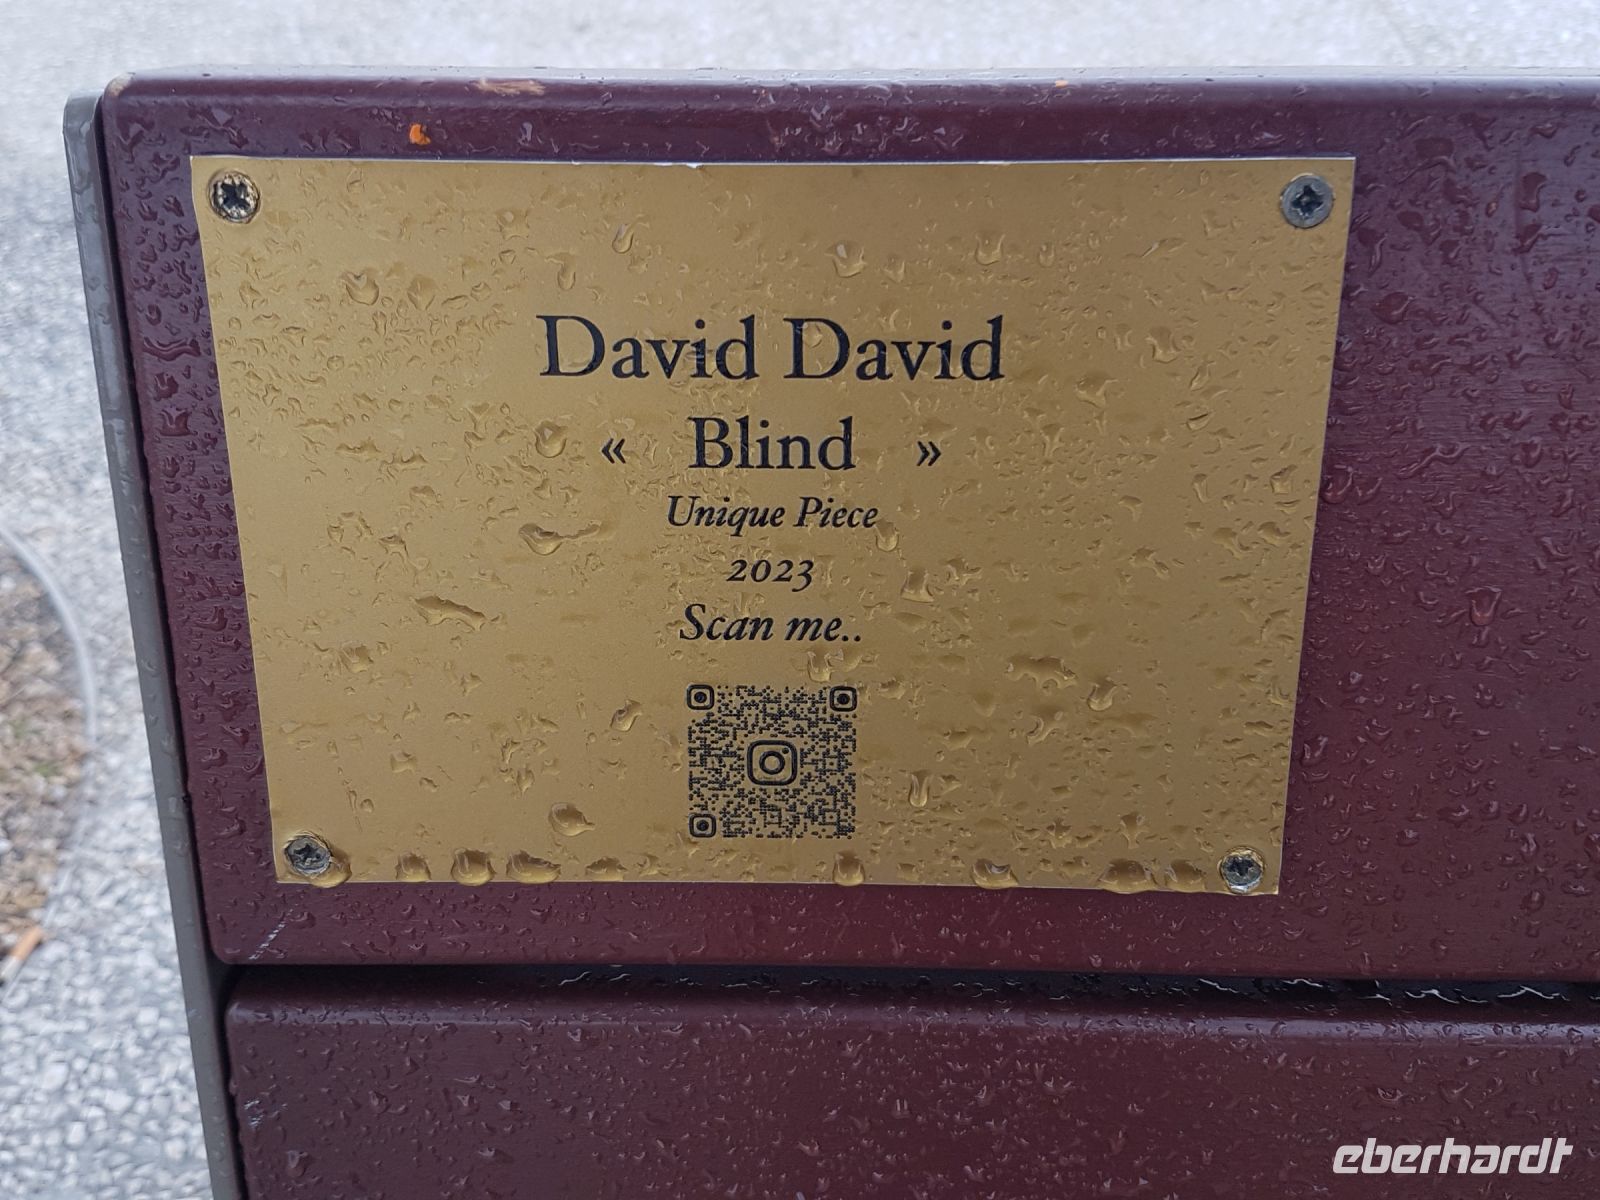 David David
« Blind »
Unique Piece
2023
Scan me..
eberhardt